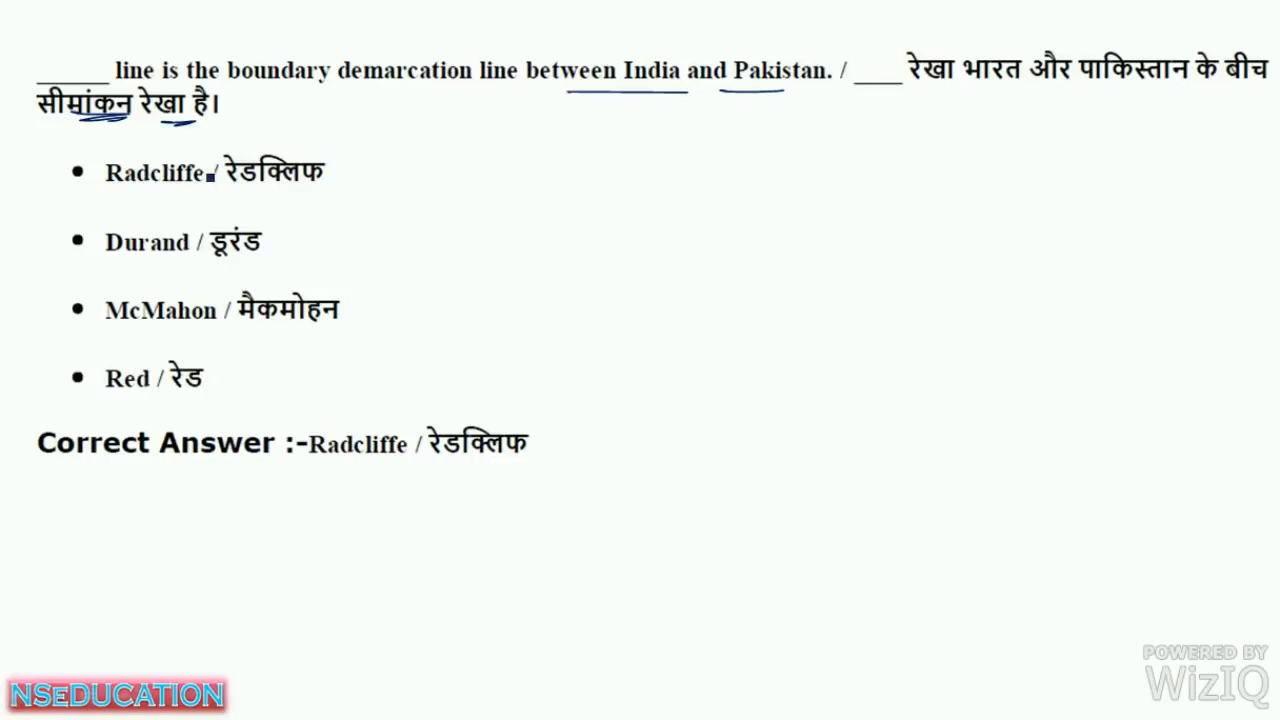 ______ line is the boundary demarcation line between India and Pakistan. / ____ रेखा भारत और पाकिस्तान के बीच
सीमांकन रेखा है।
• Radcliffe / रेडक्लिफ
• Durand / डूरंड
• McMahon / मैकमोहन
• Red / रेड
Correct Answer :-Radcliffe / रेडक्लिफ
POWERED BY
WizIQ
NSEDUCATION